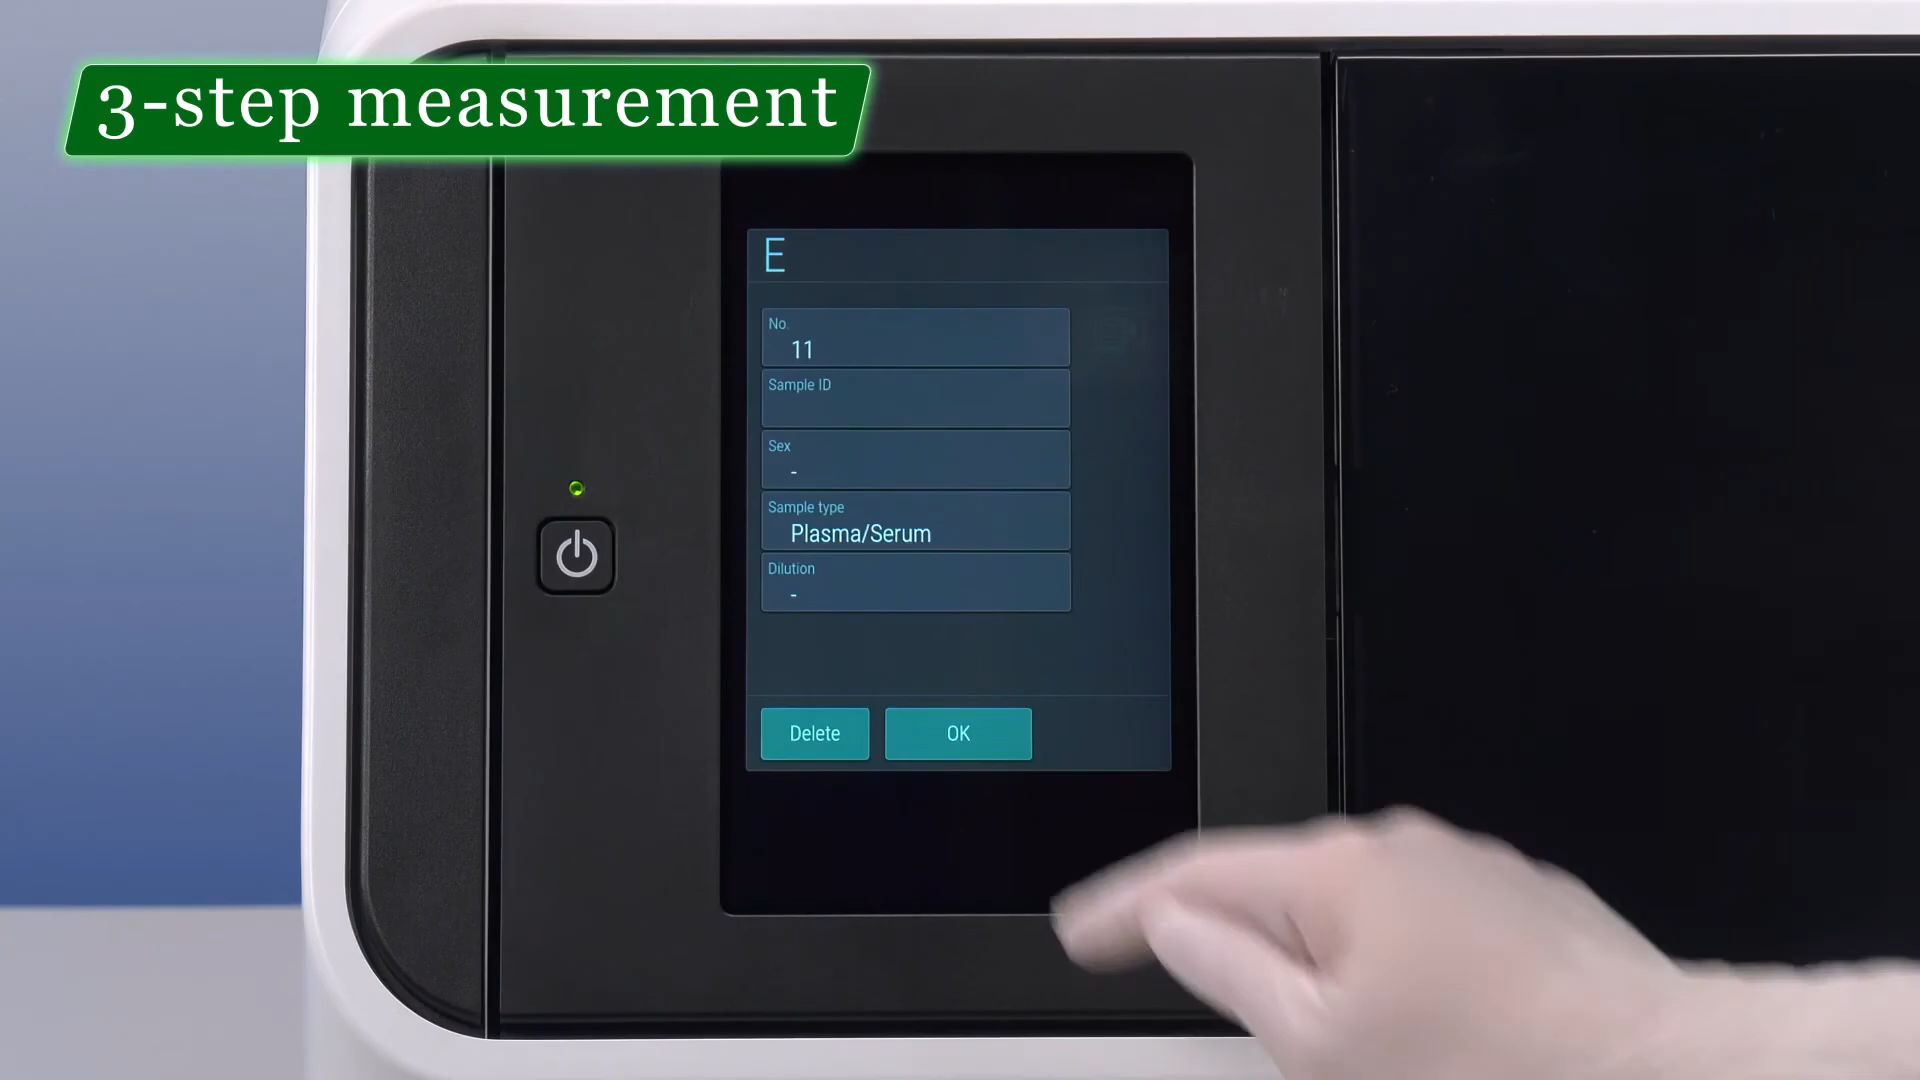 3-step measurement
E
No.
11
Sample ID
Sex
-
Sample type
Plasma/Serum
Dilution
-
Delete
OK